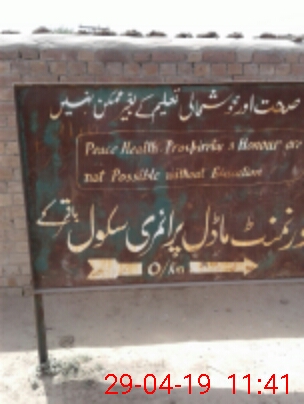 صحت اور خوشحالی تعلیم کے بغیر ممکن نہیں
Peace Health Prosperity & Honour are
not Possible without Education
گورنمنٹ ماڈل پرائمری سکول
O/Km
29-04-19 11:41